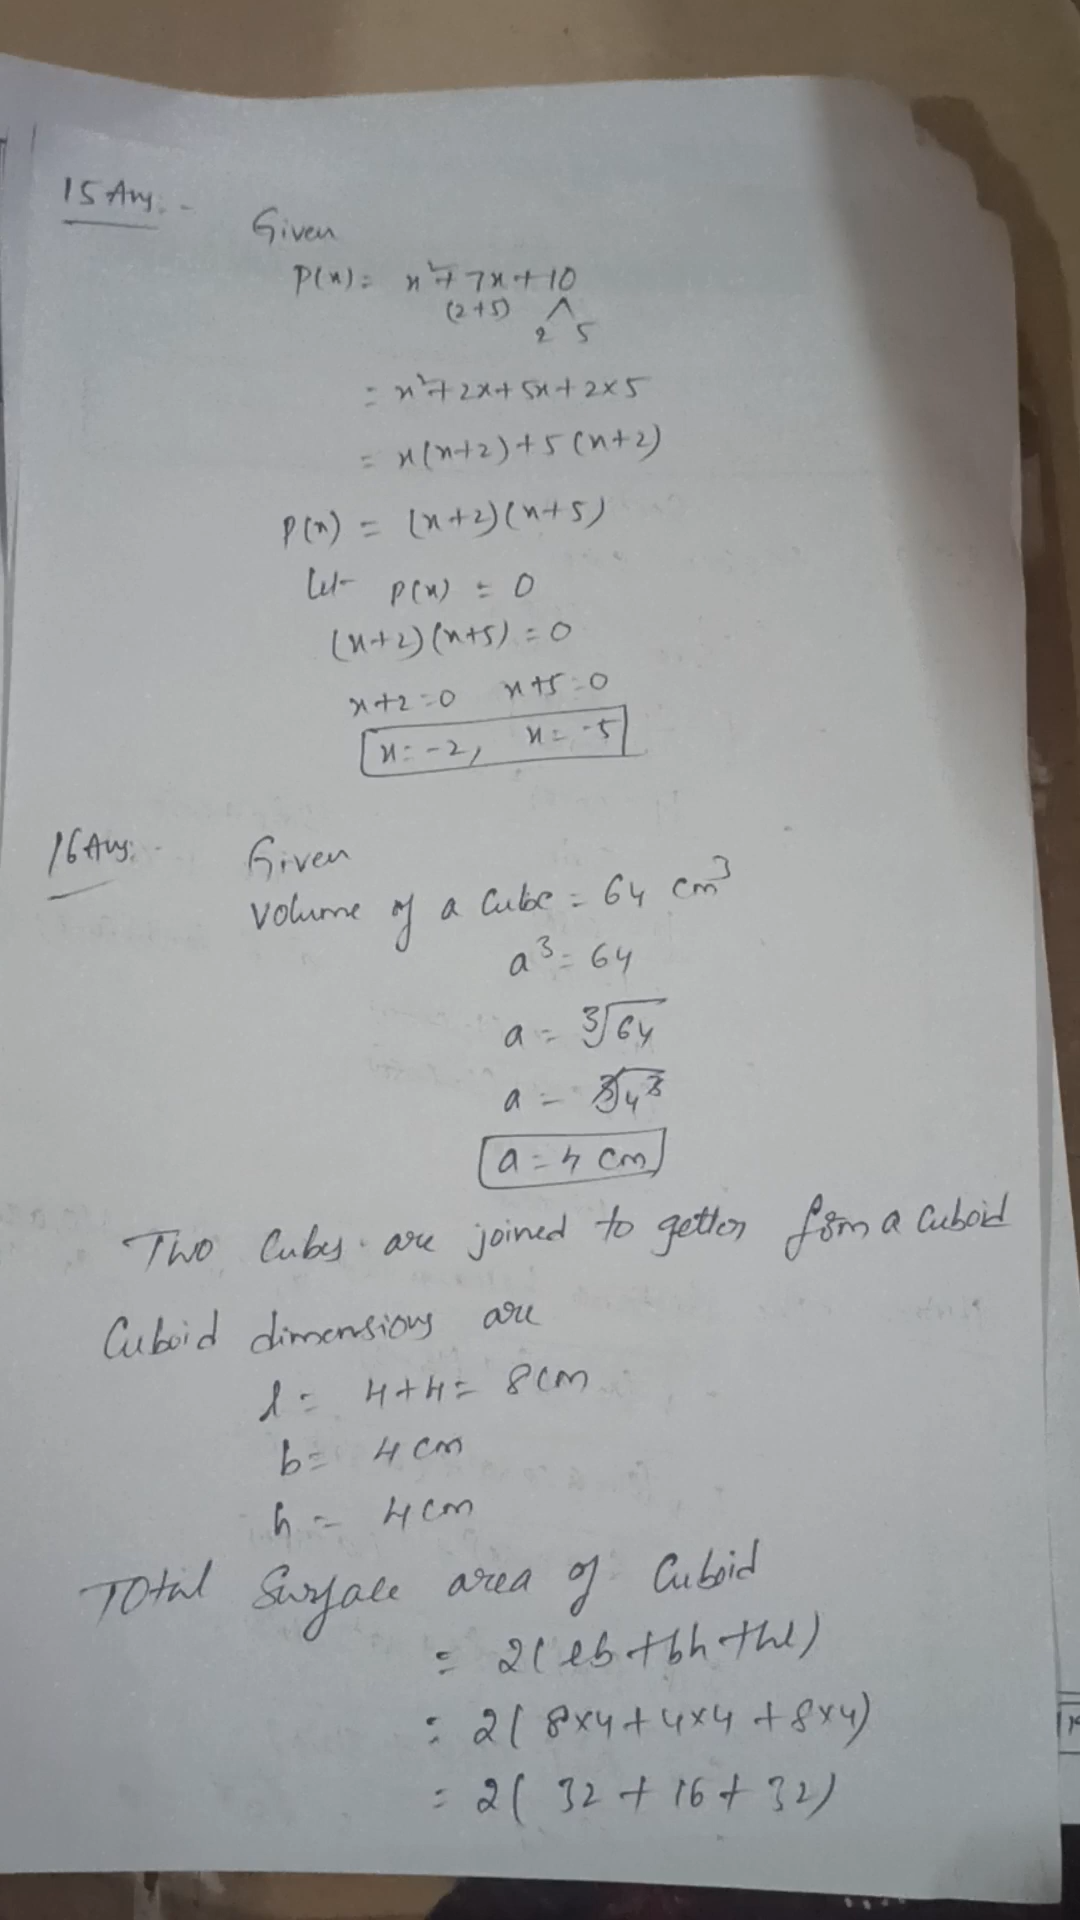 15 Ans:-
Given
P(x) = x²+7x+10
(2+5) 2 5
= x²+2x+5x+2×5
= x(x+2)+5(x+2)
P(x) = (x+2)(x+5)
Let P(x) = 0
(x+2)(x+5)=0
x+2=0 x+5=0
x=-2, x=-5
16 Ans:-
Given
Volume of a Cube = 64 cm³
a³=64
a = ∛64
a = ∛4³
a=4 cm
Two Cubes are joined to getter form a Cuboid
Cuboid dimensions are
l = 4+4= 8cm
b= 4cm
h = 4cm
Total Surface area of Cuboid
= 2(lb+bh+hl)
= 2(8×4+4×4+8×4)
= 2(32+16+32)